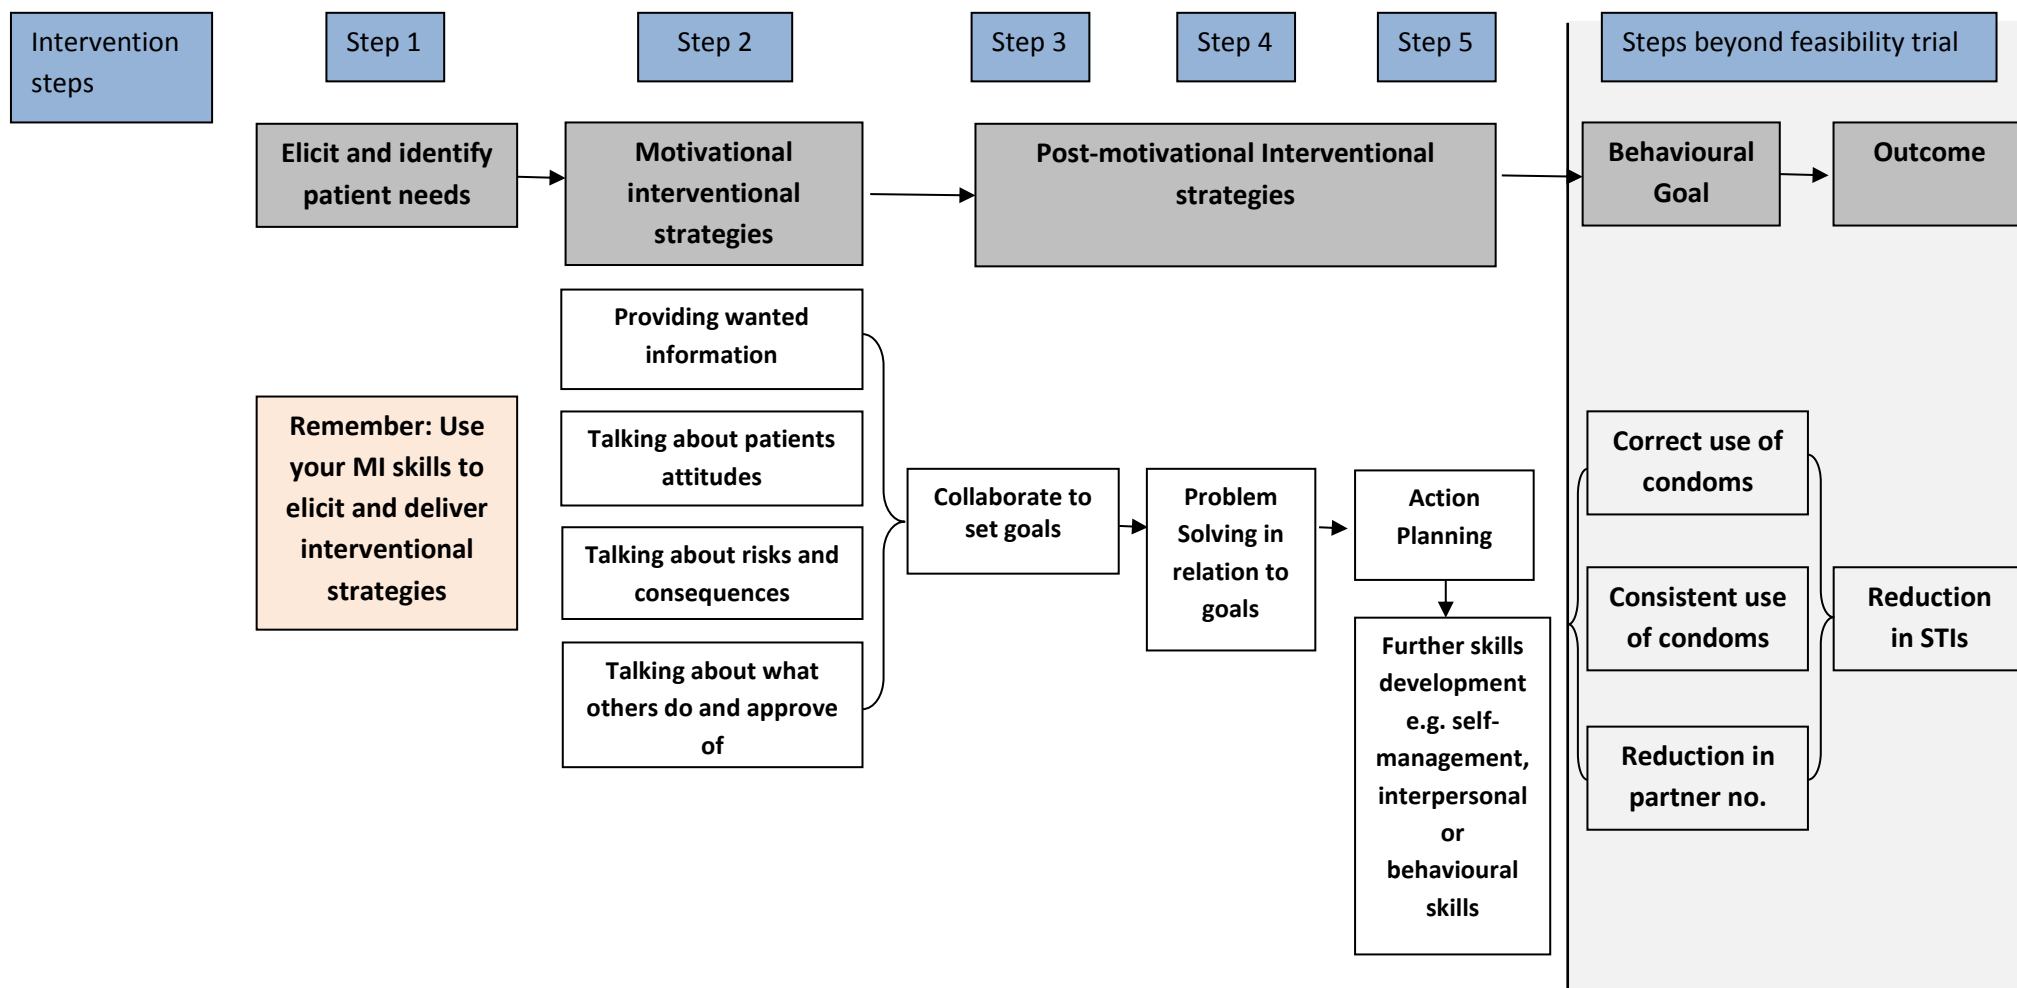 Intervention
steps
Step 1
Step 2
Step 3
Step 4
Step 5
Steps beyond feasibility trial
Elicit and identify
patient needs
Motivational
interventional
strategies
Post-motivational Interventional
strategies
Behavioural
Goal
Outcome
Remember: Use
your MI skills to
elicit and deliver
interventional
strategies
Providing wanted
information
Talking about patients
attitudes
Talking about risks and
consequences
Talking about what
others do and approve
of
Collaborate to
set goals
Problem
Solving in
relation to
goals
Action
Planning
Further skills
development
e.g. self-
management,
interpersonal
or
behavioural
skills
Correct use of
condoms
Consistent use
of condoms
Reduction in
partner no.
Reduction
in STIs